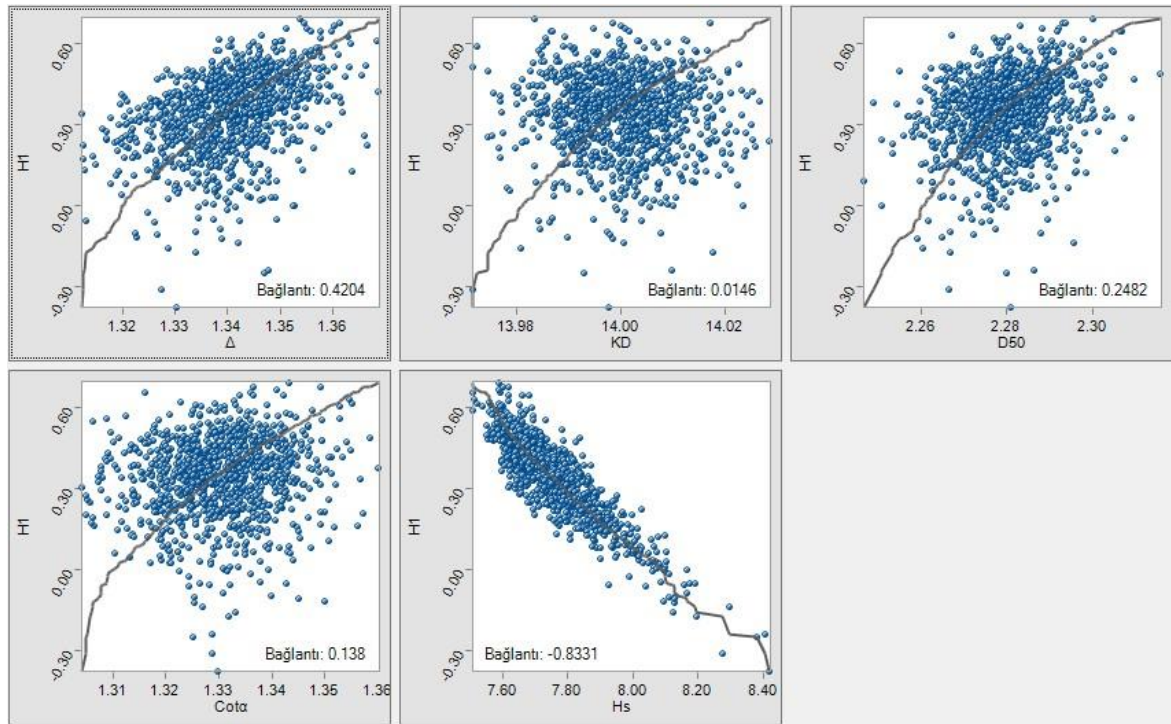 H1
0.60
0.30
0.00
-0.30
Bağlantı: 0.4204
1.32 1.33 1.34 1.35 1.36
Δ
H1
0.60
0.30
0.00
-0.30
Bağlantı: 0.0146
13.98 14.00 14.02
KD
H1
0.60
0.30
0.00
-0.30
Bağlantı: 0.2482
2.26 2.28 2.30
D50
H1
0.60
0.30
0.00
-0.30
Bağlantı: 0.138
1.31 1.32 1.33 1.34 1.35 1.36
Cotα
H1
0.60
0.30
0.00
-0.30
Bağlantı: -0.8331
7.60 7.80 8.00 8.20 8.40
Hs